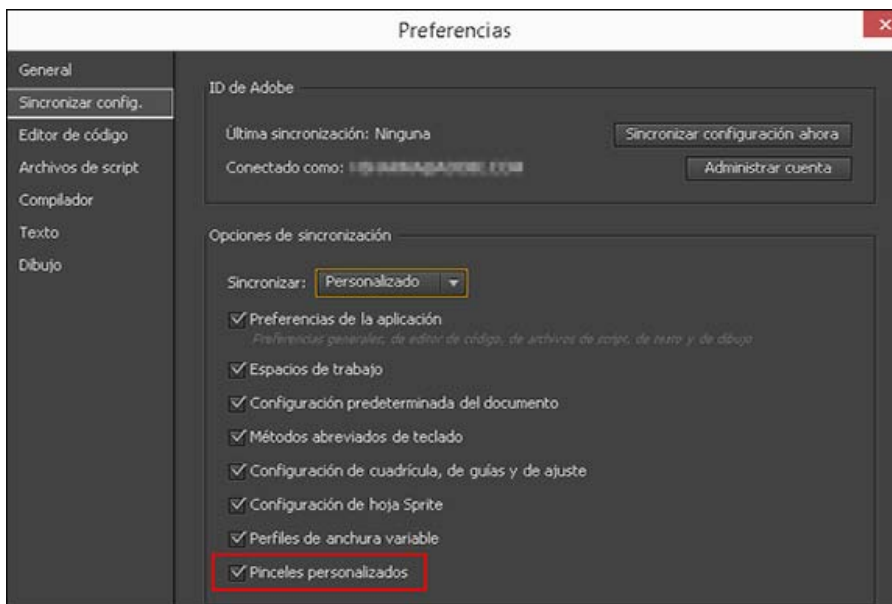 Preferencias
General
Sincronizar config.
Editor de código
Archivos de script
Compilador
Texto
Dibujo
ID de Adobe
Última sincronización: Ninguna
Sincronizar configuración ahora
Conectado como:
Administrar cuenta
Opciones de sincronización
Sincronizar: Personalizado
Preferencias de la aplicación
Preferencias generales, de editor de código, de archivos de script, de texto y de dibujo
Espacios de trabajo
Configuración predeterminada del documento
Métodos abreviados de teclado
Configuración de cuadrícula, de guías y de ajuste
Configuración de hoja Sprite
Perfiles de anchura variable
Pinceles personalizados